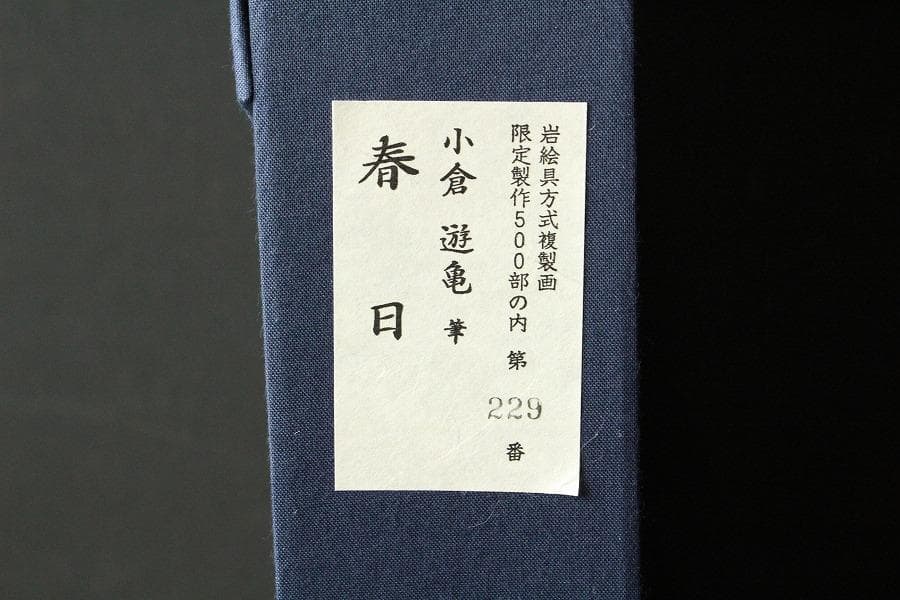 岩絵具方式複製画
限定製作500部の内 第 229 番
小倉 遊亀 筆
春 日